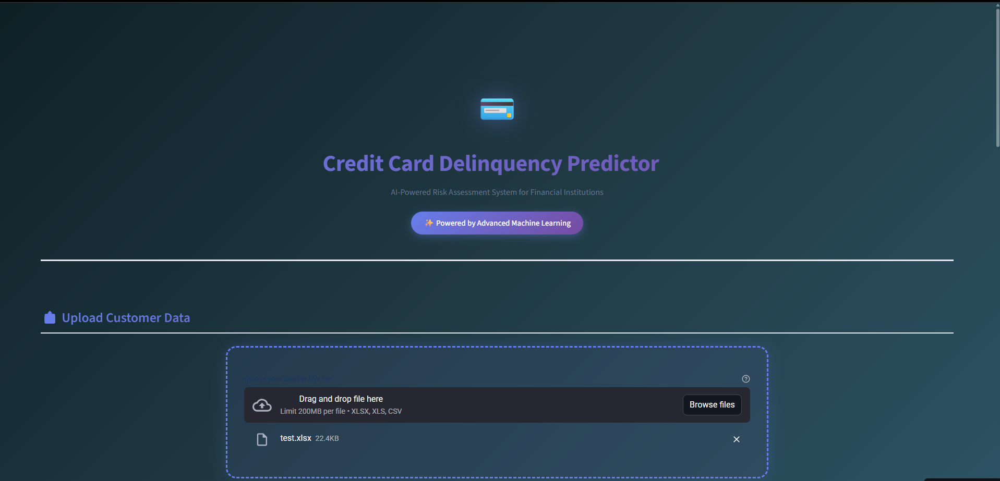 Credit Card Delinquency Predictor
AI-Powered Risk Assessment System for Financial Institutions
✨ Powered by Advanced Machine Learning
Upload Customer Data
Upload your Excel or CSV file
Drag and drop file here
Limit 200MB per file • XLSX, XLS, CSV
Browse files
test.xlsx 22.4KB